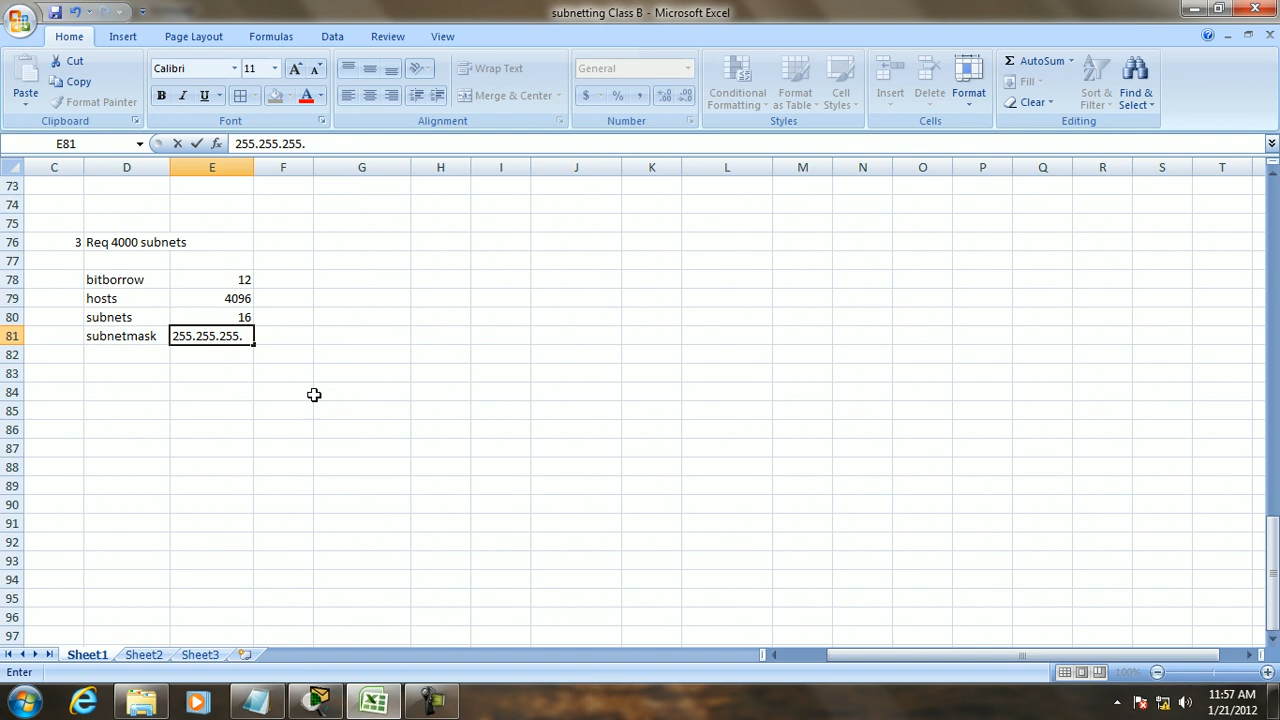 subnetting Class B - Microsoft Excel
Home Insert Page Layout Formulas Data Review View
Paste
Cut
Copy
Format Painter
Clipboard
Calibri 11
A A
B I U A
Font
Wrap Text
Merge & Center
Alignment
General
$ % ,
Number
Conditional Formatting
Format as Table
Cell Styles
Styles
Insert Delete Format
Cells
Σ AutoSum
Fill
Clear
Sort & Filter
Find & Select
Editing
E81 fx 255.255.255.
C D E F G H I J K L M N O P Q R S T
73
74
75
76 3 Req 4000 subnets
77
78 bitborrow 12
79 hosts 4096
80 subnets 16
81 subnetmask 255.255.255.
82
83
84
85
86
87
88
89
90
91
92
93
94
95
96
97
Sheet1 Sheet2 Sheet3
Enter 100%
11:57 AM
1/21/2012